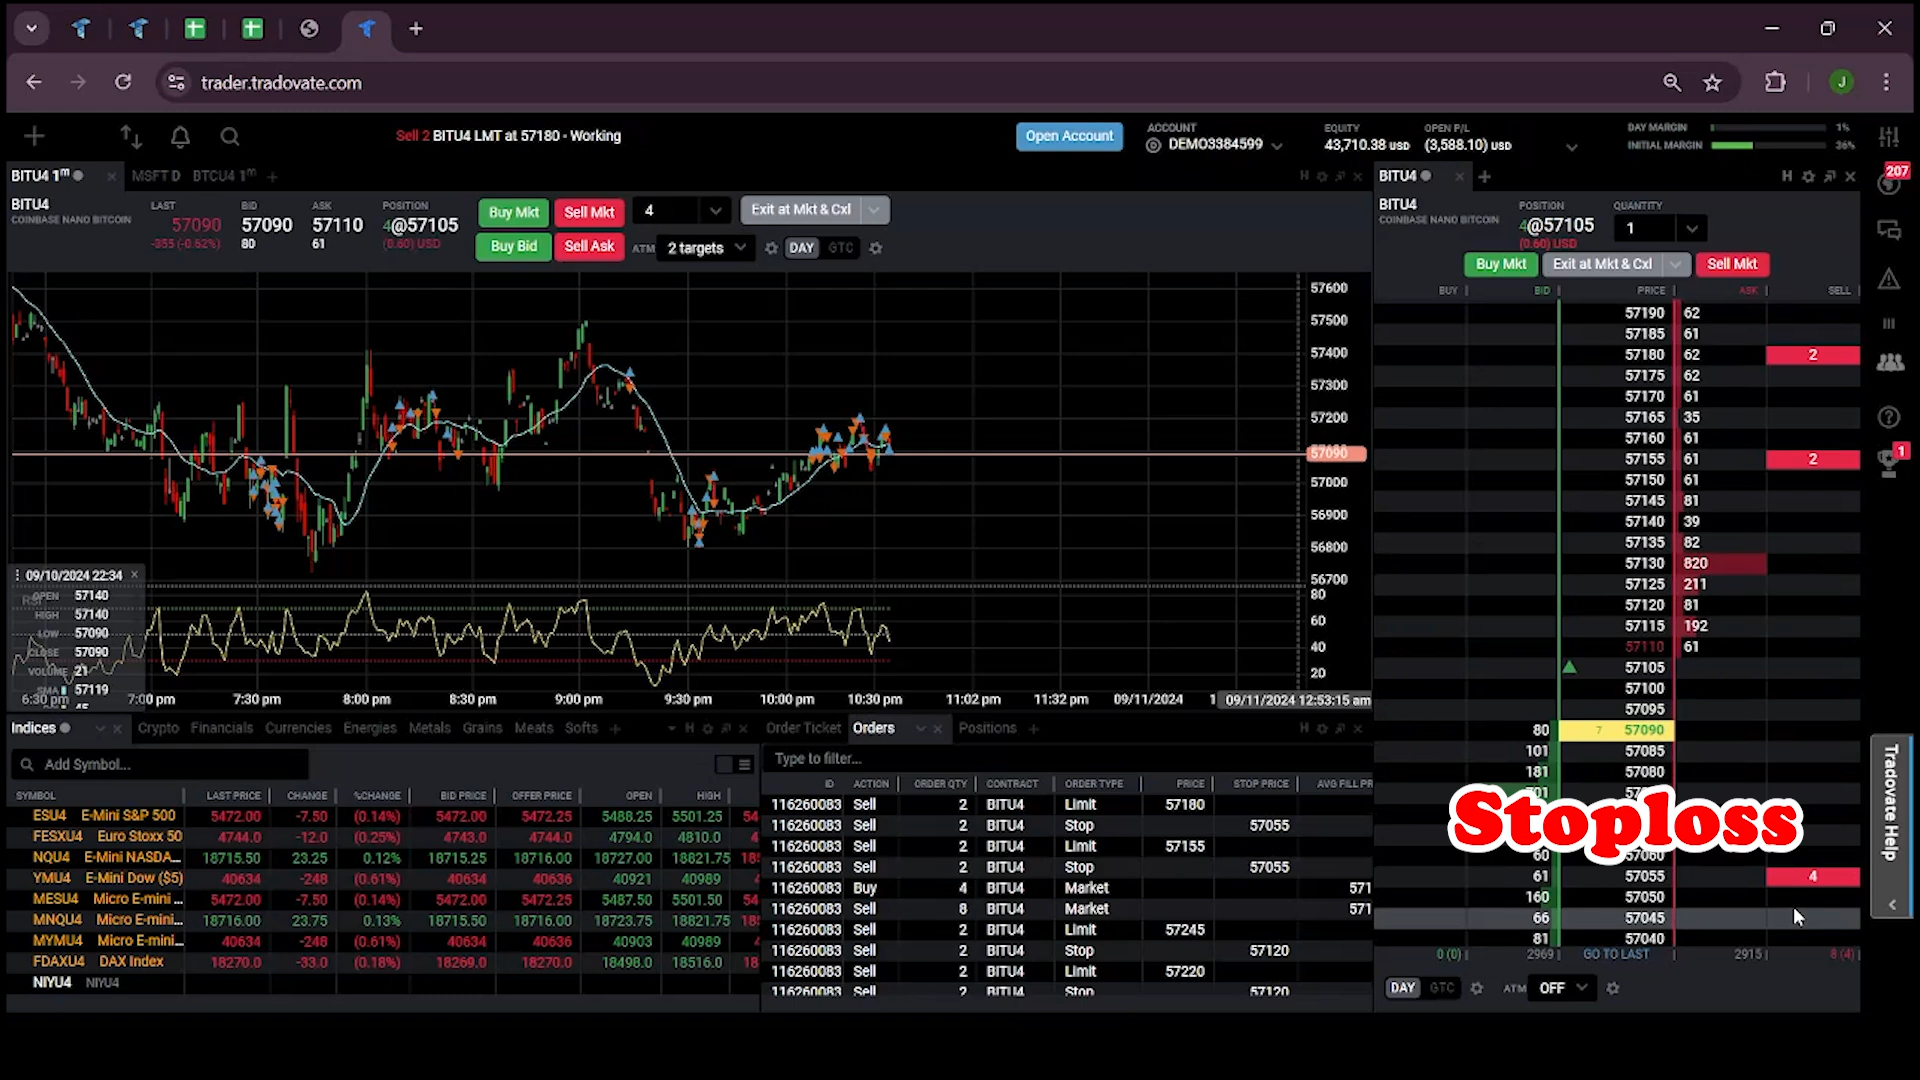 trader.tradovate.com
J
Sell 2 BITU4 LMT at 57180 - Working
Open Account
ACCOUNT
DEMO3384599
EQUITY
43,710.38 USD
OPEN P/L
(3,588.10) USD
DAY MARGIN 1%
INITIAL MARGIN 36%
BITU4 1m MSFT D BTCU4 1m
BITU4
COINBASE NANO BITCOIN
LAST
57090
-355 (-0.62%)
BID
57090
80
ASK
57110
61
POSITION
4@57105
(0.60) USD
Buy Mkt Sell Mkt 4 Exit at Mkt & Cxl
Buy Bid Sell Ask ATM 2 targets DAY GTC
57600
57500
57400
57300
57200
57090
57000
56900
56800
56700
80
60
40
20
09/10/2024 22:34
OPEN 57140
HIGH 57140
LOW 57090
CLOSE 57090
VOLUME 21
SMA 57119
6:30 pm 7:00 pm 7:30 pm 8:00 pm 8:30 pm 9:00 pm 9:30 pm 10:00 pm 10:30 pm 11:02 pm 11:32 pm 09/11/2024 09/11/2024 12:53:15 am
Indices Crypto Financials Currencies Energies Metals Grains Meats Softs
Add Symbol...
SYMBOL LAST PRICE CHANGE %CHANGE BID PRICE OFFER PRICE OPEN HIGH
ESU4 E-Mini S&P 500 5472.00 -7.50 (0.14%) 5472.00 5472.25 5488.25 5501.25 54
FESXU4 Euro Stoxx 50 4744.0 -12.0 (0.25%) 4743.0 4744.0 4794.0 4810.0 4
NQU4 E-Mini NASDA... 18715.50 23.25 0.12% 18715.25 18716.00 18727.00 18821.75
YMU4 E-Mini Dow ($5) 40634 -248 (0.61%) 40634 40636 40921 40989
MESU4 Micro E-mini ... 5472.00 -7.50 (0.14%) 5472.00 5472.25 5487.50 5501.50 54
MNQU4 Micro E-mini... 18716.00 23.75 0.13% 18715.50 18716.00 18723.75 18821.75
MYMU4 Micro E-mini... 40634 -248 (0.61%) 40634 40634 40903 40989
FDAXU4 DAX Index 18270.0 -33.0 (0.18%) 18269.0 18270.0 18498.0 18516.0
NIYU4 NIYU4
Order Ticket Orders Positions
Type to filter...
ID ACTION ORDER QTY CONTRACT ORDER TYPE PRICE STOP PRICE AVG FILL PR
116260083 Sell 2 BITU4 Limit 57180
116260083 Sell 2 BITU4 Stop 57055
116260083 Sell 2 BITU4 Limit 57155
116260083 Sell 2 BITU4 Stop 57055
116260083 Buy 4 BITU4 Market 571
116260083 Sell 8 BITU4 Market 571
116260083 Sell 2 BITU4 Limit 57245
116260083 Sell 2 BITU4 Stop 57120
116260083 Sell 2 BITU4 Limit 57220
116260083 Sell 2 BITU4 Stop 57120
BITU4
H
BITU4
COINBASE NANO BITCOIN
POSITION
4@57105
(0.60) USD
QUANTITY
1
Buy Mkt Exit at Mkt & Cxl Sell Mkt
BUY BID PRICE ASK SELL
57190 62
57185 61
57180 62 2
57175 62
57170 61
57165 35
57160 61
57155 61 2
57150 61
57145 81
57140 39
57135 82
57130 820
57125 211
57120 81
57115 192
57110 61
57105
57100
57095
80 7 57090
101 57085
181 57080
Stoploss
60 57060
61 57055 4
160 57050
66 57045
81 57040
0 (0) 2969 GO TO LAST 2915 8 (4)
DAY GTC ATM OFF
207
1
Tradovate Help